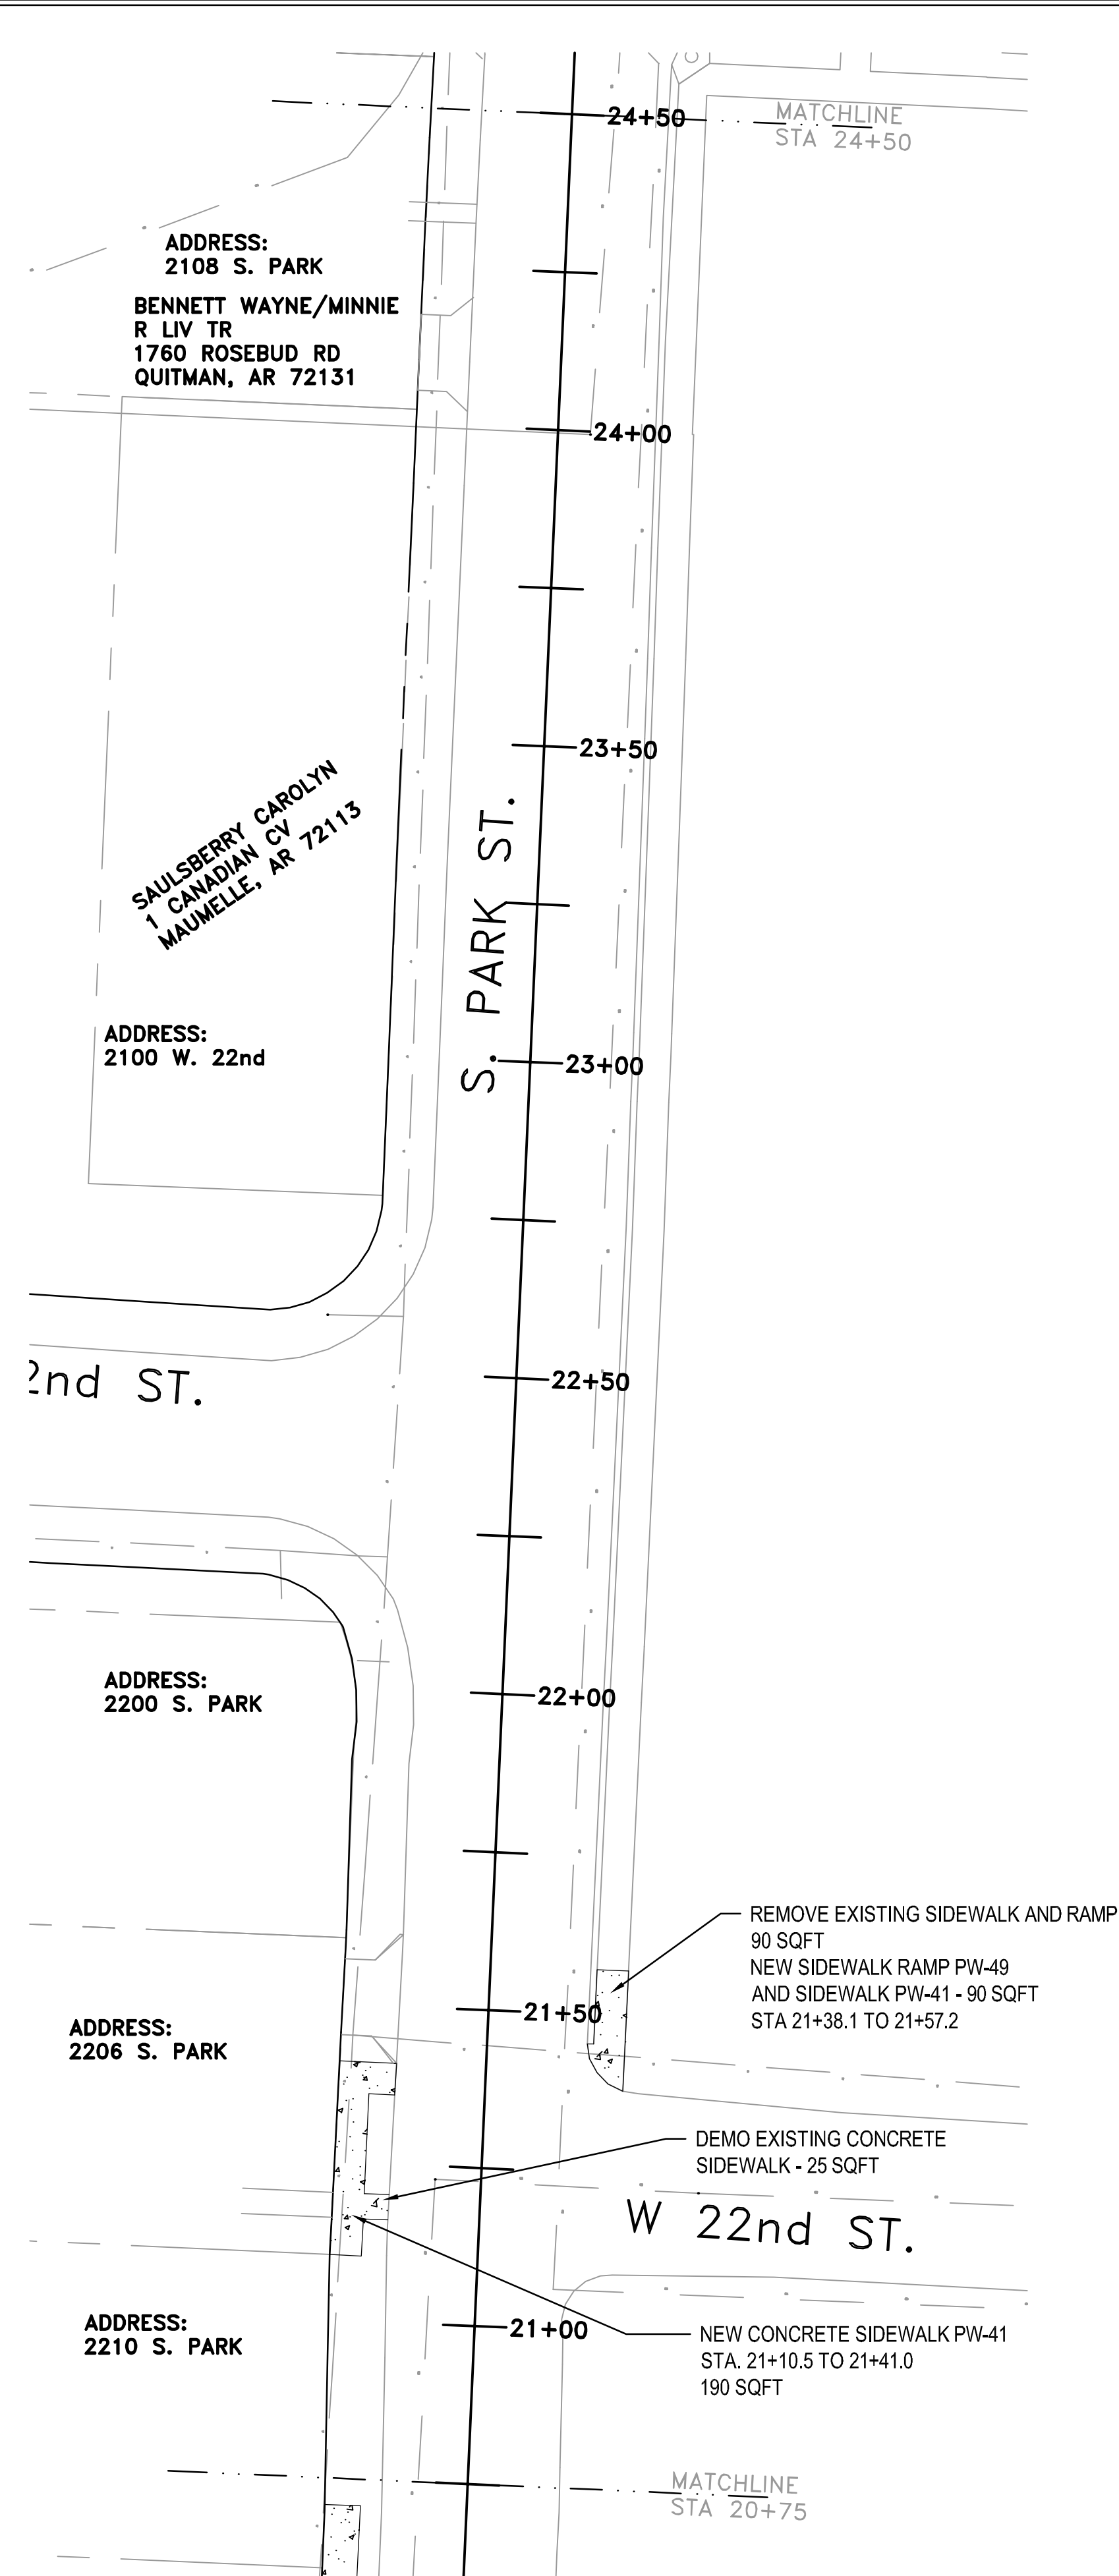 24+50
MATCHLINE
STA 24+50
ADDRESS:
2108 S. PARK
BENNETT WAYNE/MINNIE
R LIV TR
1760 ROSEBUD RD
QUITMAN, AR 72131
24+00
23+50
S. PARK ST.
SAULSBERRY CAROLYN
1 CANADIAN CV
MAUMELLE, AR 72113
ADDRESS:
2100 W. 22nd
23+00
2nd ST.
22+50
ADDRESS:
2200 S. PARK
22+00
REMOVE EXISTING SIDEWALK AND RAMP
90 SQFT
NEW SIDEWALK RAMP PW-49
AND SIDEWALK PW-41 - 90 SQFT
STA 21+38.1 TO 21+57.2
21+50
ADDRESS:
2206 S. PARK
DEMO EXISTING CONCRETE
SIDEWALK - 25 SQFT
W 22nd ST.
ADDRESS:
2210 S. PARK
21+00
NEW CONCRETE SIDEWALK PW-41
STA. 21+10.5 TO 21+41.0
190 SQFT
MATCHLINE
STA 20+75